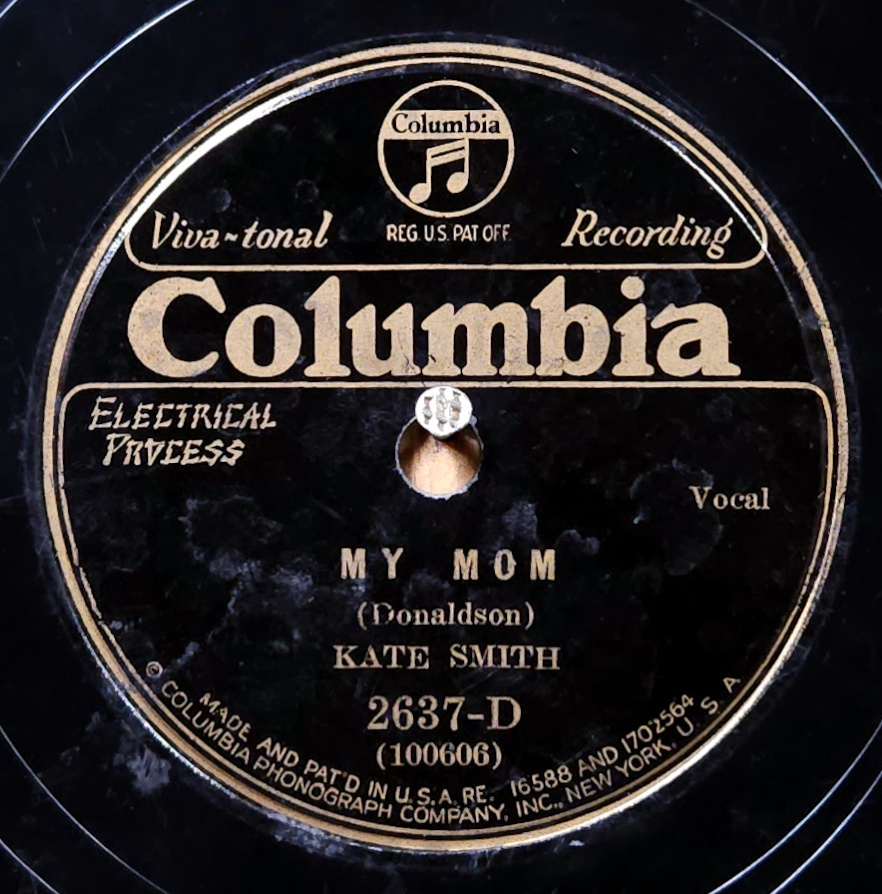 Columbia
Viva-tonal
REG. U.S. PAT OFF.
Recording
Columbia
ELECTRICAL
PROCESS
Vocal
MY MOM
(Donaldson)
KATE SMITH
2637-D
(100606)
MADE AND PAT'D IN U.S.A. RE. 16588 AND 1702564
© COLUMBIA PHONOGRAPH COMPANY, INC., NEW YORK, U. S. A